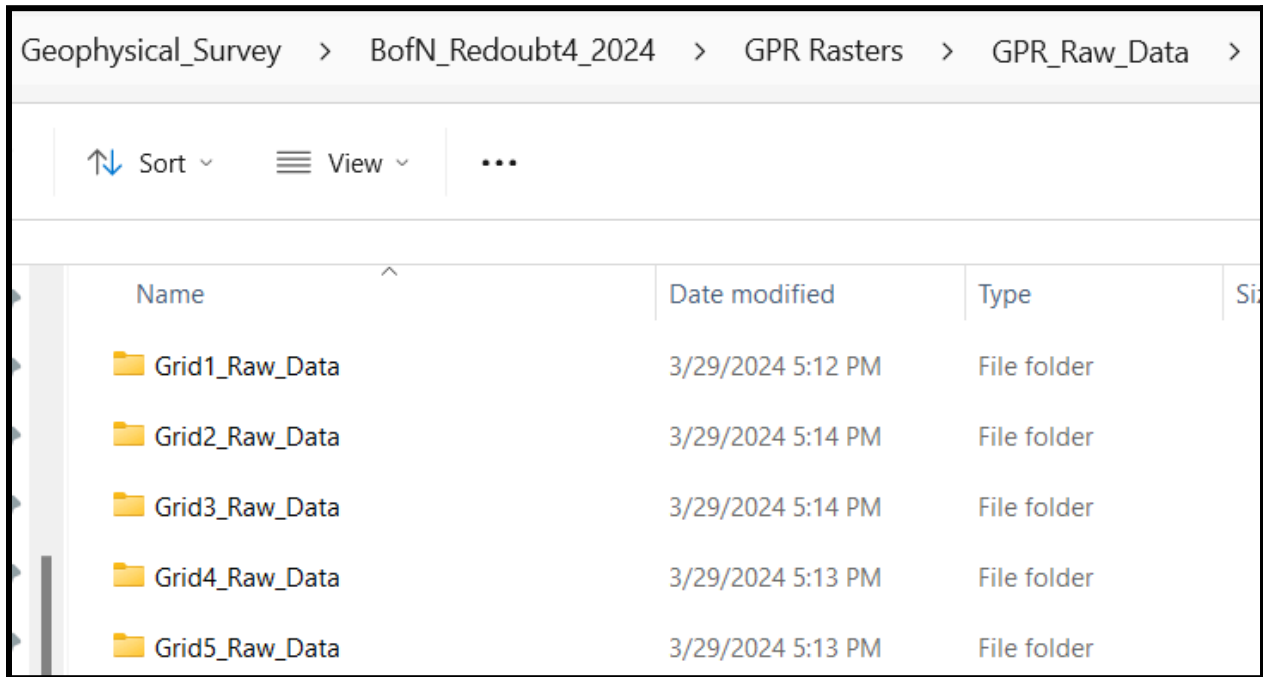 Geophysical_Survey > BofN_Redoubt4_2024 > GPR Rasters > GPR_Raw_Data >
Sort View •••
Name Date modified Type
Grid1_Raw_Data 3/29/2024 5:12 PM File folder
Grid2_Raw_Data 3/29/2024 5:14 PM File folder
Grid3_Raw_Data 3/29/2024 5:14 PM File folder
Grid4_Raw_Data 3/29/2024 5:13 PM File folder
Grid5_Raw_Data 3/29/2024 5:13 PM File folder